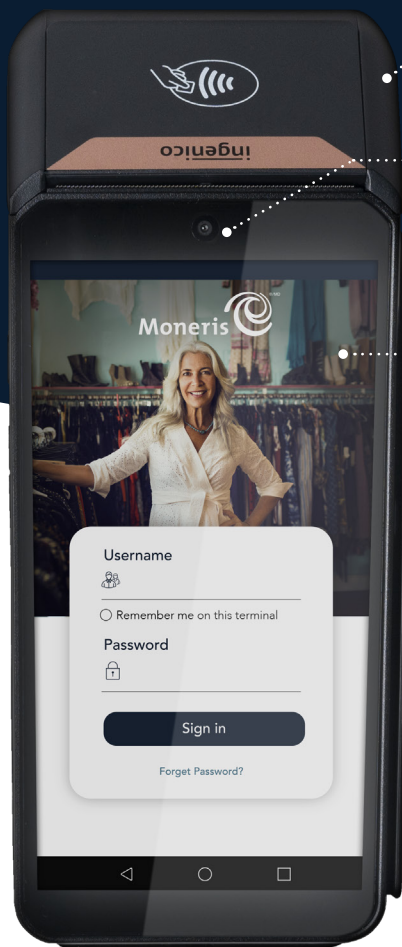 ingenico
Moneris
Username
Remember me on this terminal
Password
Sign in
Forget Password?